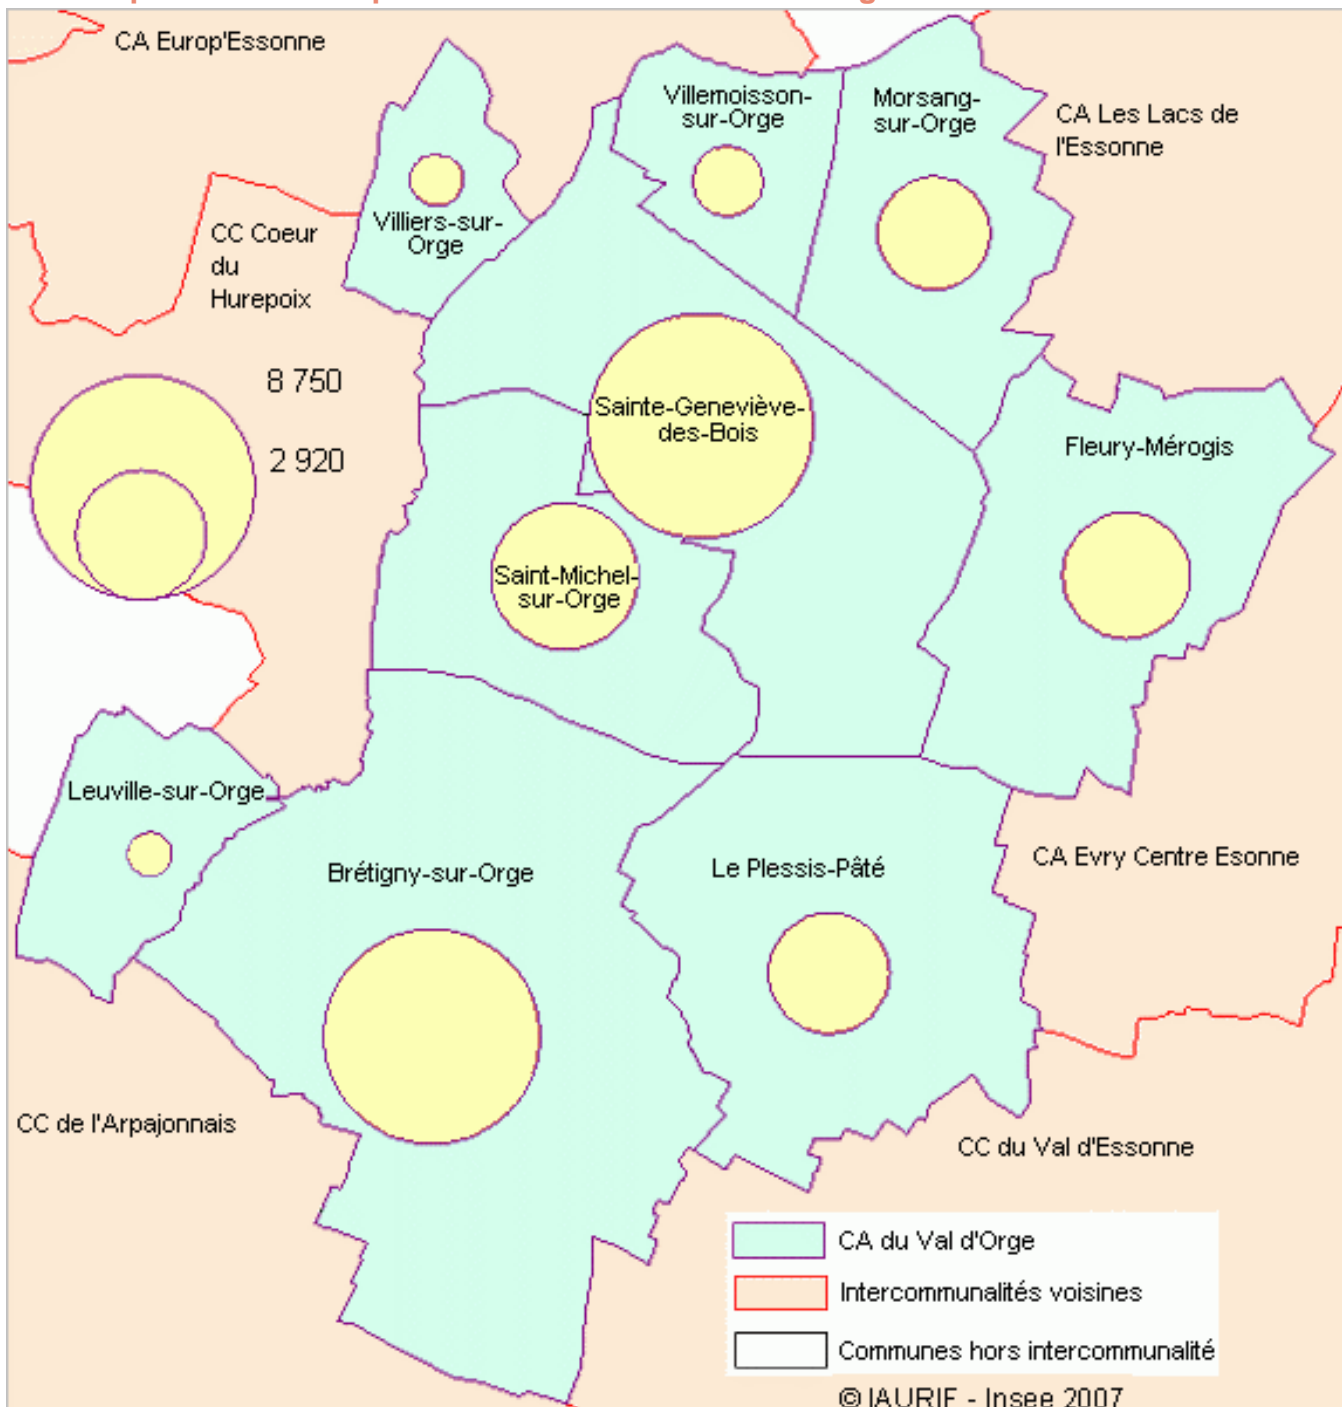 CA Europ'Essonne
Villemoisson-
sur-Orge
Morsang-
sur-Orge
CA Les Lacs de
l'Essonne
Villiers-sur-
Orge
CC Coeur
du
Hurepoix
8 750
2 920
Sainte-Geneviève-
des-Bois
Fleury-Mérogis
Saint-Michel-
sur-Orge
Leuville-sur-Orge
Brétigny-sur-Orge
Le Plessis-Pâté
CA Evry Centre Esonne
CC de l'Arpajonnais
CC du Val d'Essonne
CA du Val d'Orge
Intercommunalités voisines
Communes hors intercommunalité
© IAURIF - Insee 2007